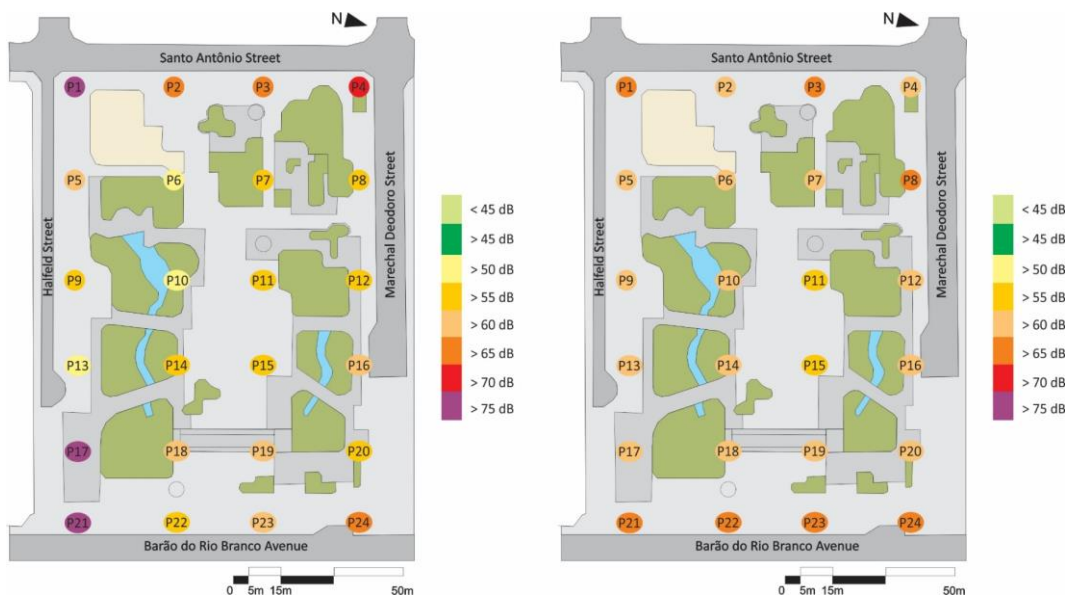 N
Santo Antônio Street
P1 P2 P3 P4
P5 P6 P7 P8
P9 P10 P11 P12
P13 P14 P15 P16
P17 P18 P19 P20
P21 P22 P23 P24
Halfeld Street
Marechal Deodoro Street
Barão do Rio Branco Avenue
0 5m 15m 50m
< 45 dB
> 45 dB
> 50 dB
> 55 dB
> 60 dB
> 65 dB
> 70 dB
> 75 dB
N
Santo Antônio Street
P1 P2 P3 P4
P5 P6 P7 P8
P9 P10 P11 P12
P13 P14 P15 P16
P17 P18 P19 P20
P21 P22 P23 P24
Halfeld Street
Marechal Deodoro Street
Barão do Rio Branco Avenue
0 5m 15m 50m
< 45 dB
> 45 dB
> 50 dB
> 55 dB
> 60 dB
> 65 dB
> 70 dB
> 75 dB